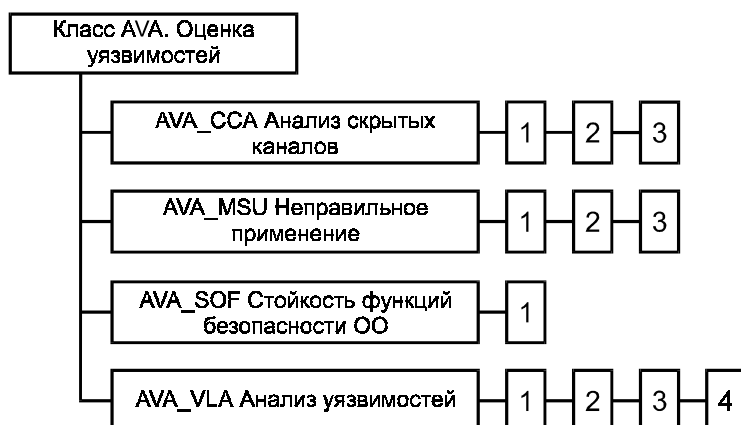 Класс AVA. Оценка
уязвимостей
AVA_CCA Анализ скрытых
каналов
1 2 3
AVA_MSU Неправильное
применение
1 2 3
AVA_SOF Стойкость функций
безопасности ОО
1
AVA_VLA Анализ уязвимостей
1 2 3 4